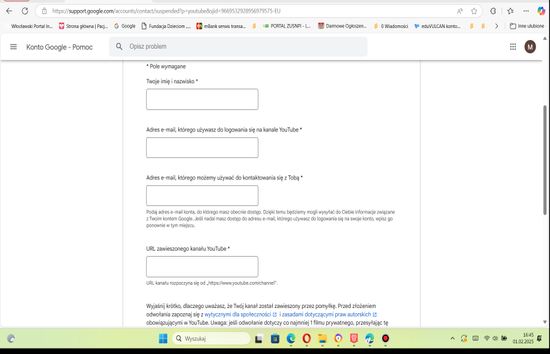 https://support.google.com/accounts/contact/suspended?p=youtube&sjid=9669532928956979575-EU
Włocławski Portal In...
Strona główna | Pacj...
Google
Fundacja Dzieciom ...
mBank serwis transa...
PORTAL ZUSNPI - L...
Darmowe Ogłoszen...
0 Wiadomości
eduVULCAN konto...
Inne ulubione
Konto Google - Pomoc
Opisz problem
M
* Pole wymagane
Twoje imię i nazwisko *
Adres e-mail, którego używasz do logowania się na kanale YouTube *
Adres e-mail, którego możemy używać do kontaktowania się z Tobą *
Podaj adres e-mail konta, do którego masz obecnie dostęp. Dzięki temu będziemy mogli wysyłać do Ciebie informacje związane
z Twoim kontem Google. Jeśli nadal masz dostęp do adresu e-mail, którego używasz do logowania się na swoje konto, wpisz go
ponownie w tym miejscu.
URL zawieszonego kanału YouTube *
URL kanału rozpoczyna się od „https://www.youtube.com/channel”.
Wyjaśnij krótko, dlaczego uważasz, że Twój kanał został zawieszony przez pomyłkę. Przed złożeniem
odwołania zapoznaj się z wytycznymi dla społeczności i zasadami dotyczącymi praw autorskich
obowiązującymi w YouTube. Uwaga: jeśli odwołanie dotyczy co najmniej 1 filmu prywatnego, przesyłając tę
Wyszukaj
16:45
01.02.2025